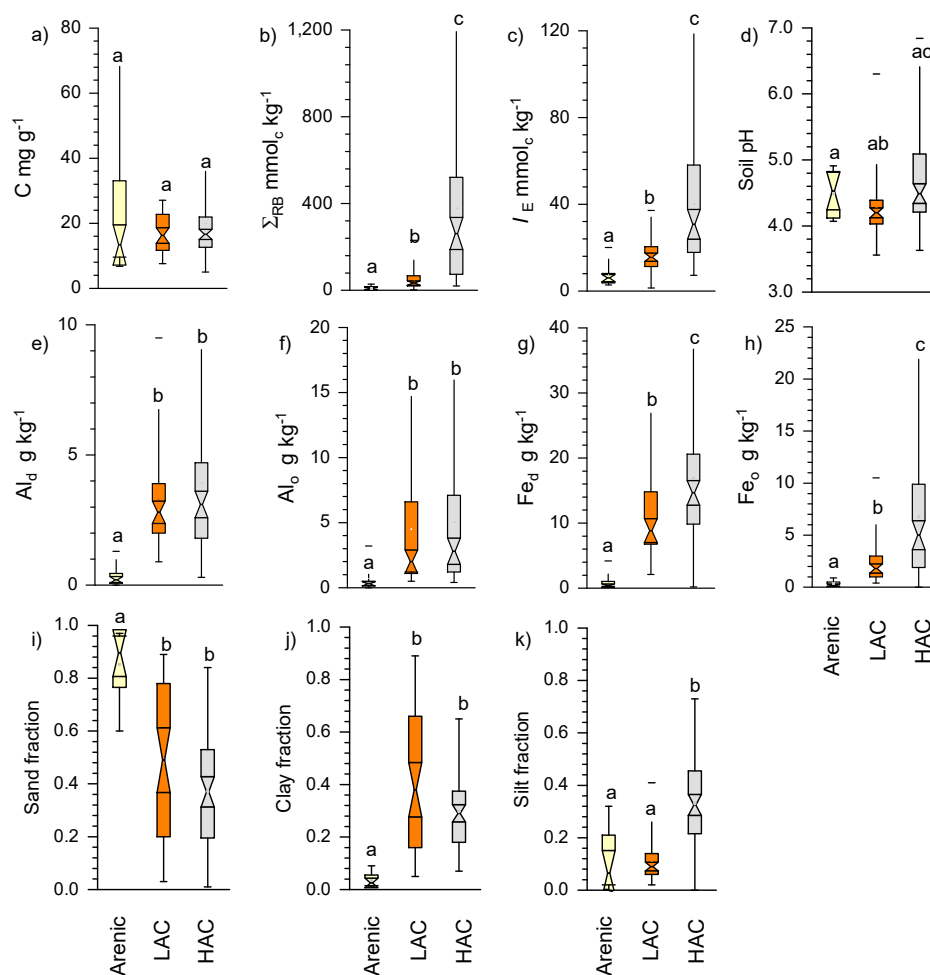 a)
C mg g-1
80
60
40
20
0
a
a
a
b)
ΣRB mmolc kg-1
1,200
800
400
0
a
b
c
c)
IE mmolc kg-1
120
80
40
0
a
b
c
d)
Soil pH
7.0
6.0
5.0
4.0
3.0
a
ab
ac
e)
Ald g kg-1
10
5
0
a
b
b
f)
Alo g kg-1
20
15
10
5
0
a
b
b
g)
Fed g kg-1
40
30
20
10
0
a
b
c
h)
Feo g kg-1
25
20
15
10
5
0
a
b
c
Arenic
LAC
HAC
i)
Sand fraction
1.0
0.8
0.6
0.4
0.2
0.0
a
b
b
Arenic
LAC
HAC
j)
Clay fraction
1.0
0.8
0.6
0.4
0.2
0.0
a
b
b
Arenic
LAC
HAC
k)
Silt fraction
1.0
0.8
0.6
0.4
0.2
0.0
a
a
b
Arenic
LAC
HAC